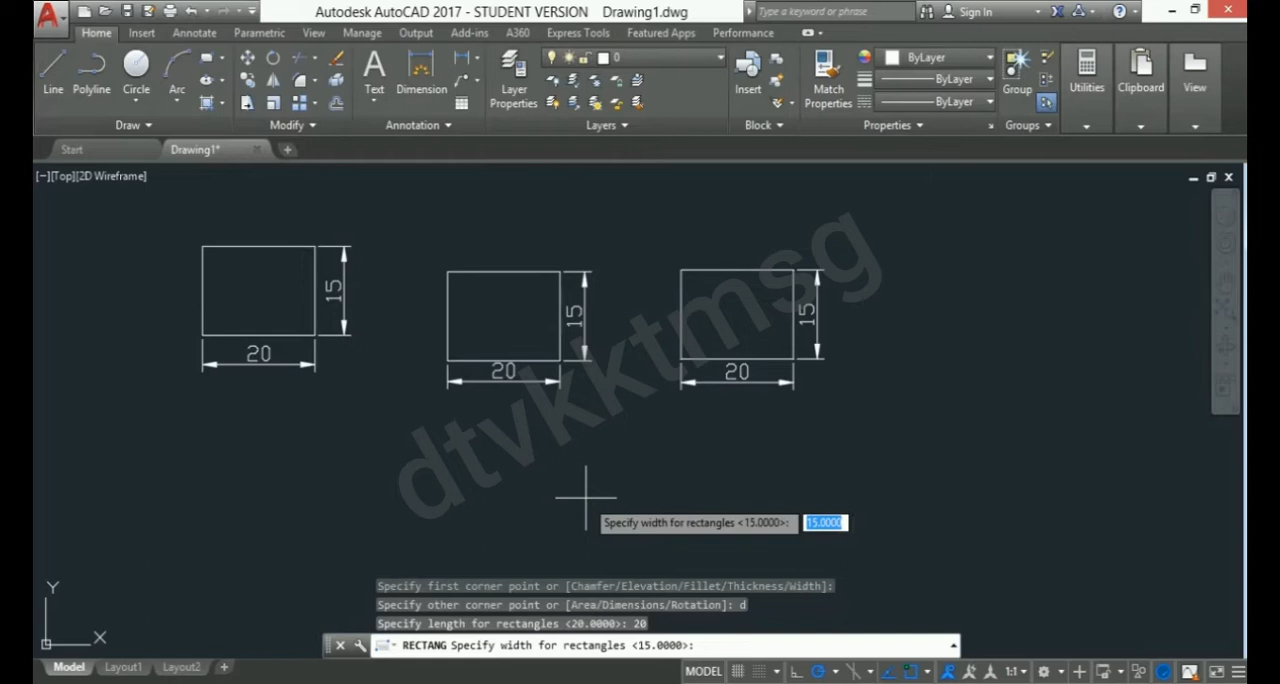 Autodesk AutoCAD 2017 - STUDENT VERSION Drawing1.dwg
Type a keyword or phrase
Sign In
Home Insert Annotate Parametric View Manage Output Add-ins A360 Express Tools Featured Apps Performance
Line Polyline Circle Arc
Text Dimension
Layer Properties
0
Insert
Match Properties
ByLayer
ByLayer
ByLayer
Group
Utilities
Clipboard
View
Draw Modify Annotation Layers Block Properties Groups
Start Drawing1*
[−][Top][2D Wireframe]
15
20
15
20
15
20
dtvkktmsg
Specify width for rectangles <15.0000>: 15.0000
Specify first corner point or [Chamfer/Elevation/Fillet/Thickness/Width]:
Specify other corner point or [Area/Dimensions/Rotation]: d
Specify length for rectangles <20.0000>: 20
RECTANG Specify width for rectangles <15.0000>:
Y
X
Model Layout1 Layout2 +
MODEL
1:1